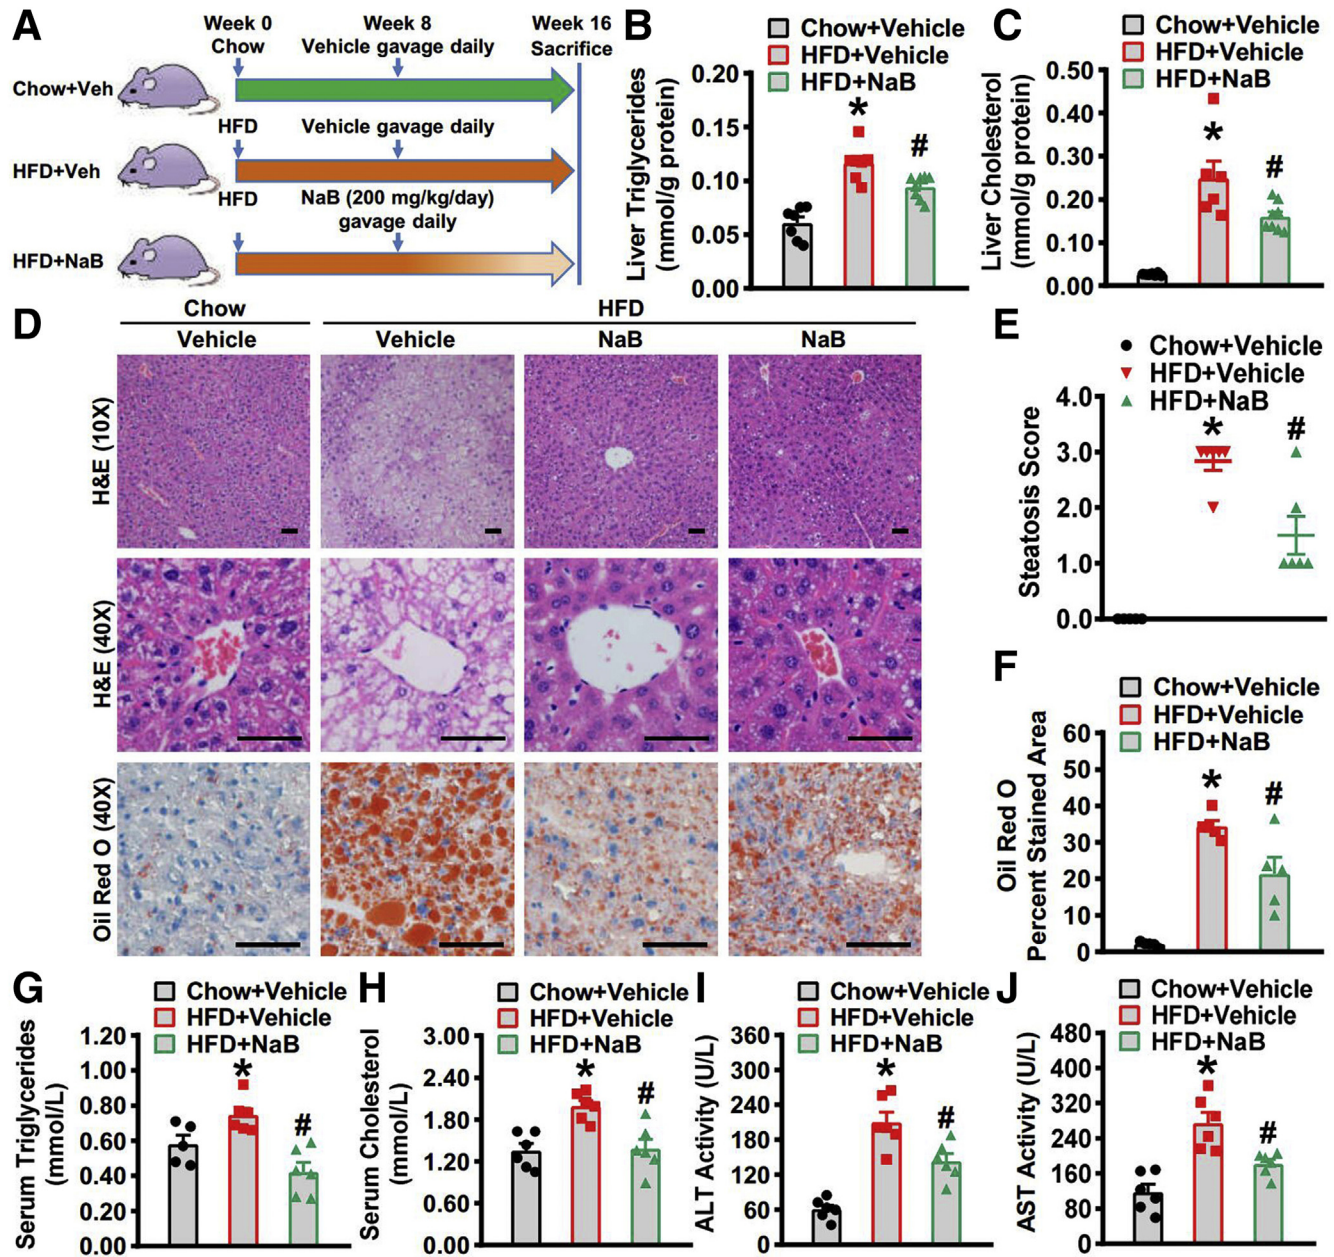 A
Week 0
Chow
Week 8
Vehicle gavage daily
Week 16
Sacrifice
Chow+Veh
HFD
Vehicle gavage daily
HFD+Veh
HFD
NaB (200 mg/kg/day)
gavage daily
HFD+NaB
B
Chow+Vehicle
HFD+Vehicle
HFD+NaB
Liver Triglycerides
(mmol/g protein)
0.20
0.15
0.10
0.05
0.00
*
#
C
Chow+Vehicle
HFD+Vehicle
HFD+NaB
Liver Cholesterol
(mmol/g protein)
0.50
0.40
0.30
0.20
0.10
0.00
*
#
D
Chow
HFD
Vehicle
Vehicle
NaB
NaB
H&E (10X)
H&E (40X)
Oil Red O (40X)
E
Chow+Vehicle
HFD+Vehicle
HFD+NaB
Steatosis Score
4.0
3.0
2.0
1.0
0.0
*
#
F
Chow+Vehicle
HFD+Vehicle
HFD+NaB
Oil Red O
Percent Stained Area
60
50
40
30
20
10
0
*
#
G
Chow+Vehicle
HFD+Vehicle
HFD+NaB
Serum Triglycerides
(mmol/L)
1.20
1.00
0.80
0.60
0.40
0.20
0.00
*
#
H
Chow+Vehicle
HFD+Vehicle
HFD+NaB
Serum Cholesterol
(mmol/L)
3.00
2.40
1.80
1.20
0.60
0.00
*
#
I
Chow+Vehicle
HFD+Vehicle
HFD+NaB
ALT Activity (U/L)
360
300
240
180
120
60
0
*
#
J
Chow+Vehicle
HFD+Vehicle
HFD+NaB
AST Activity (U/L)
480
400
320
240
160
80
0
*
#